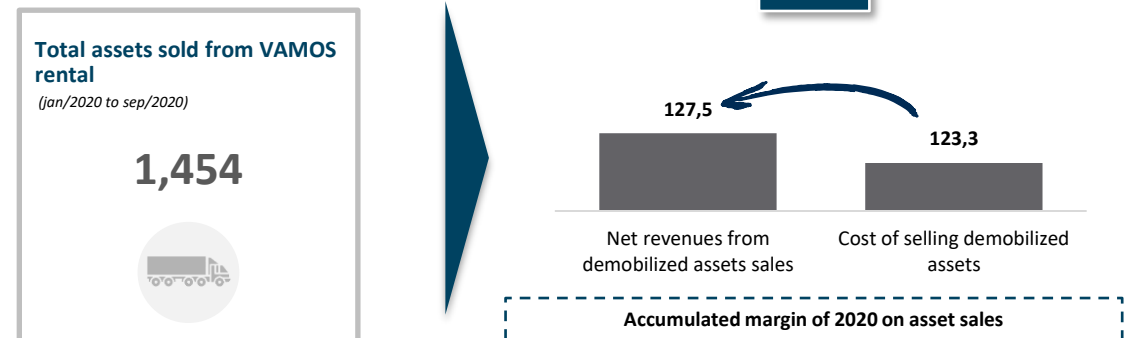 Total assets sold from VAMOS
rental
(jan/2020 to sep/2020)
1,454
127,5
123,3
Net revenues from
demobilized assets sales
Cost of selling demobilized
assets
Accumulated margin of 2020 on asset sales